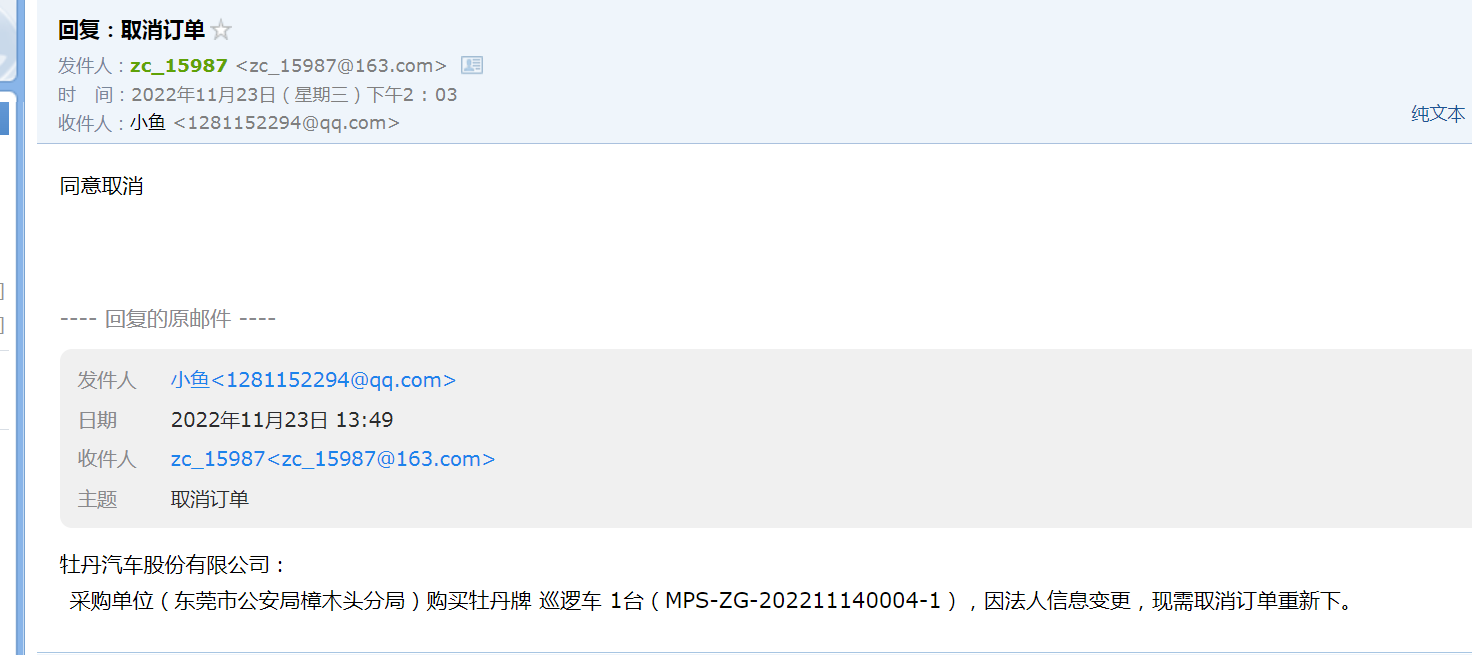 回复：取消订单
发件人：zc_15987 <zc_15987@163.com>
时 间：2022年11月23日（星期三）下午2：03
收件人：小鱼 <1281152294@qq.com>
纯文本
同意取消
---- 回复的原邮件 ----
发件人 小鱼<1281152294@qq.com>
日期 2022年11月23日 13:49
收件人 zc_15987<zc_15987@163.com>
主题 取消订单
牡丹汽车股份有限公司：
采购单位（东莞市公安局樟木头分局）购买牡丹牌 巡逻车 1台（MPS-ZG-202211140004-1），因法人信息变更，现需取消订单重新下。